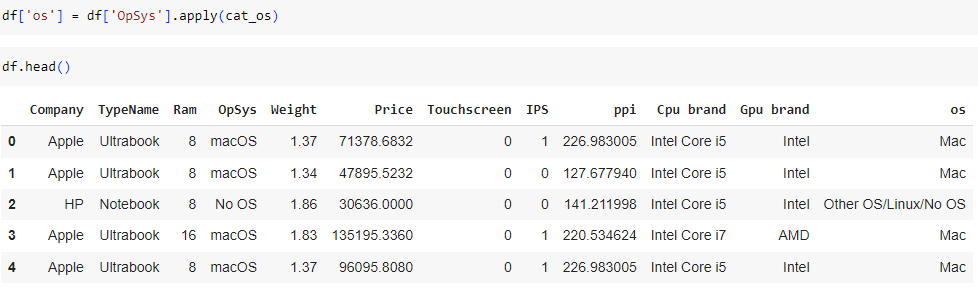 df['os'] = df['OpSys'].apply(cat_os)
df.head()
Company TypeName Ram OpSys Weight Price Touchscreen IPS ppi Cpu brand Gpu brand os
0 Apple Ultrabook 8 macOS 1.37 71378.6832 0 1 226.983005 Intel Core i5 Intel Mac
1 Apple Ultrabook 8 macOS 1.34 47895.5232 0 0 127.677940 Intel Core i5 Intel Mac
2 HP Notebook 8 No OS 1.86 30636.0000 0 0 141.211998 Intel Core i5 Intel Other OS/Linux/No OS
3 Apple Ultrabook 16 macOS 1.83 135195.3360 0 1 220.534624 Intel Core i7 AMD Mac
4 Apple Ultrabook 8 macOS 1.37 96095.8080 0 1 226.983005 Intel Core i5 Intel Mac